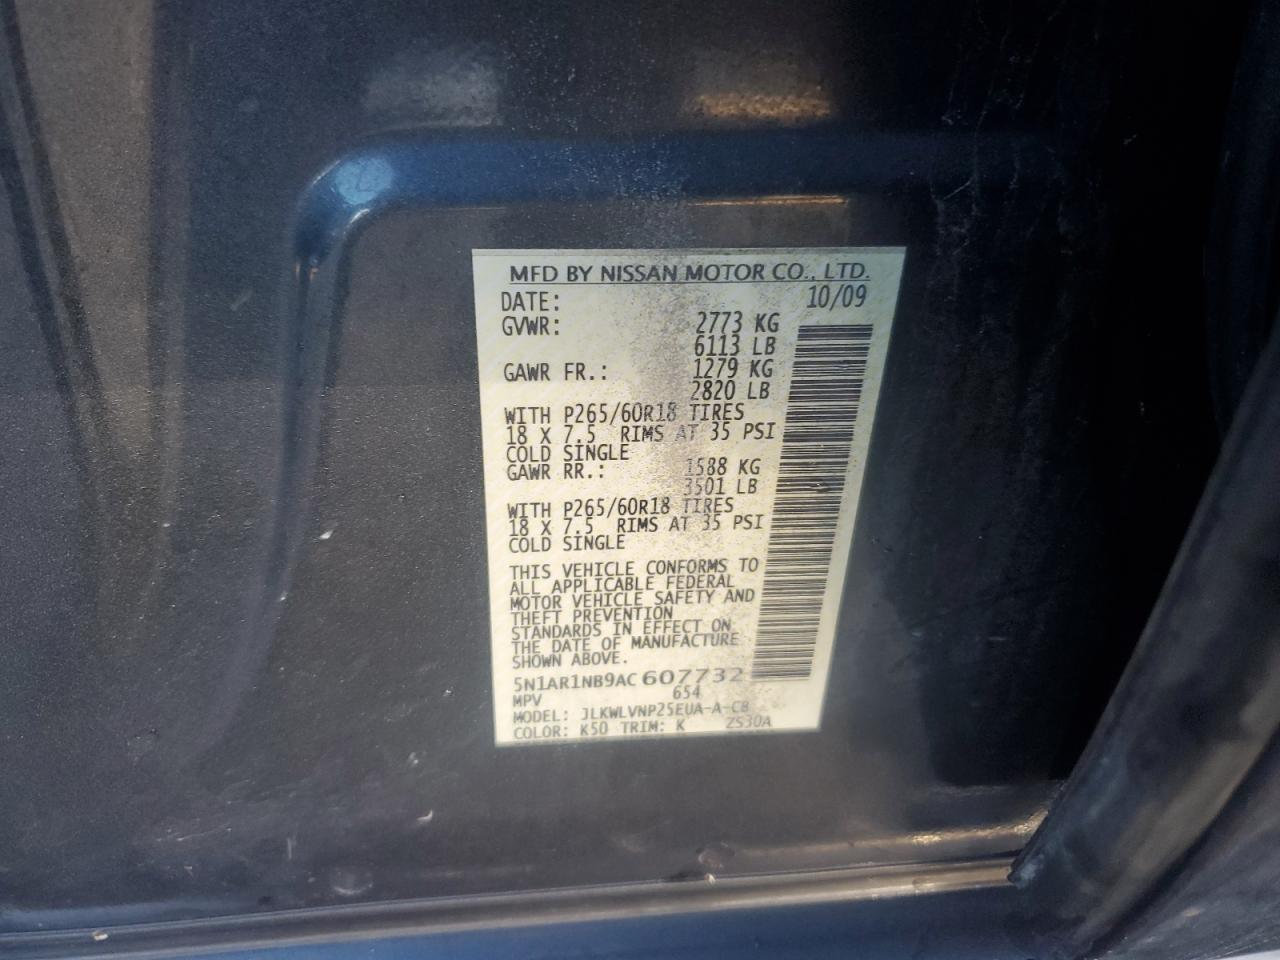 MFD BY NISSAN MOTOR CO., LTD.
DATE: 10/09
GVWR: 2773 KG
6113 LB
GAWR FR.: 1279 KG
2820 LB
WITH P265/60R18 TIRES
18 X 7.5 RIMS AT 35 PSI
COLD SINGLE
GAWR RR.: 1588 KG
3501 LB
WITH P265/60R18 TIRES
18 X 7.5 RIMS AT 35 PSI
COLD SINGLE
THIS VEHICLE CONFORMS TO
ALL APPLICABLE FEDERAL
MOTOR VEHICLE SAFETY AND
THEFT PREVENTION
STANDARDS IN EFFECT ON
THE DATE OF MANUFACTURE
SHOWN ABOVE.
5N1AR1NB9AC607732
MPV 654
MODEL: JLKWLVNP25EUA-A-CB
COLOR: K50 TRIM: K ZS30A